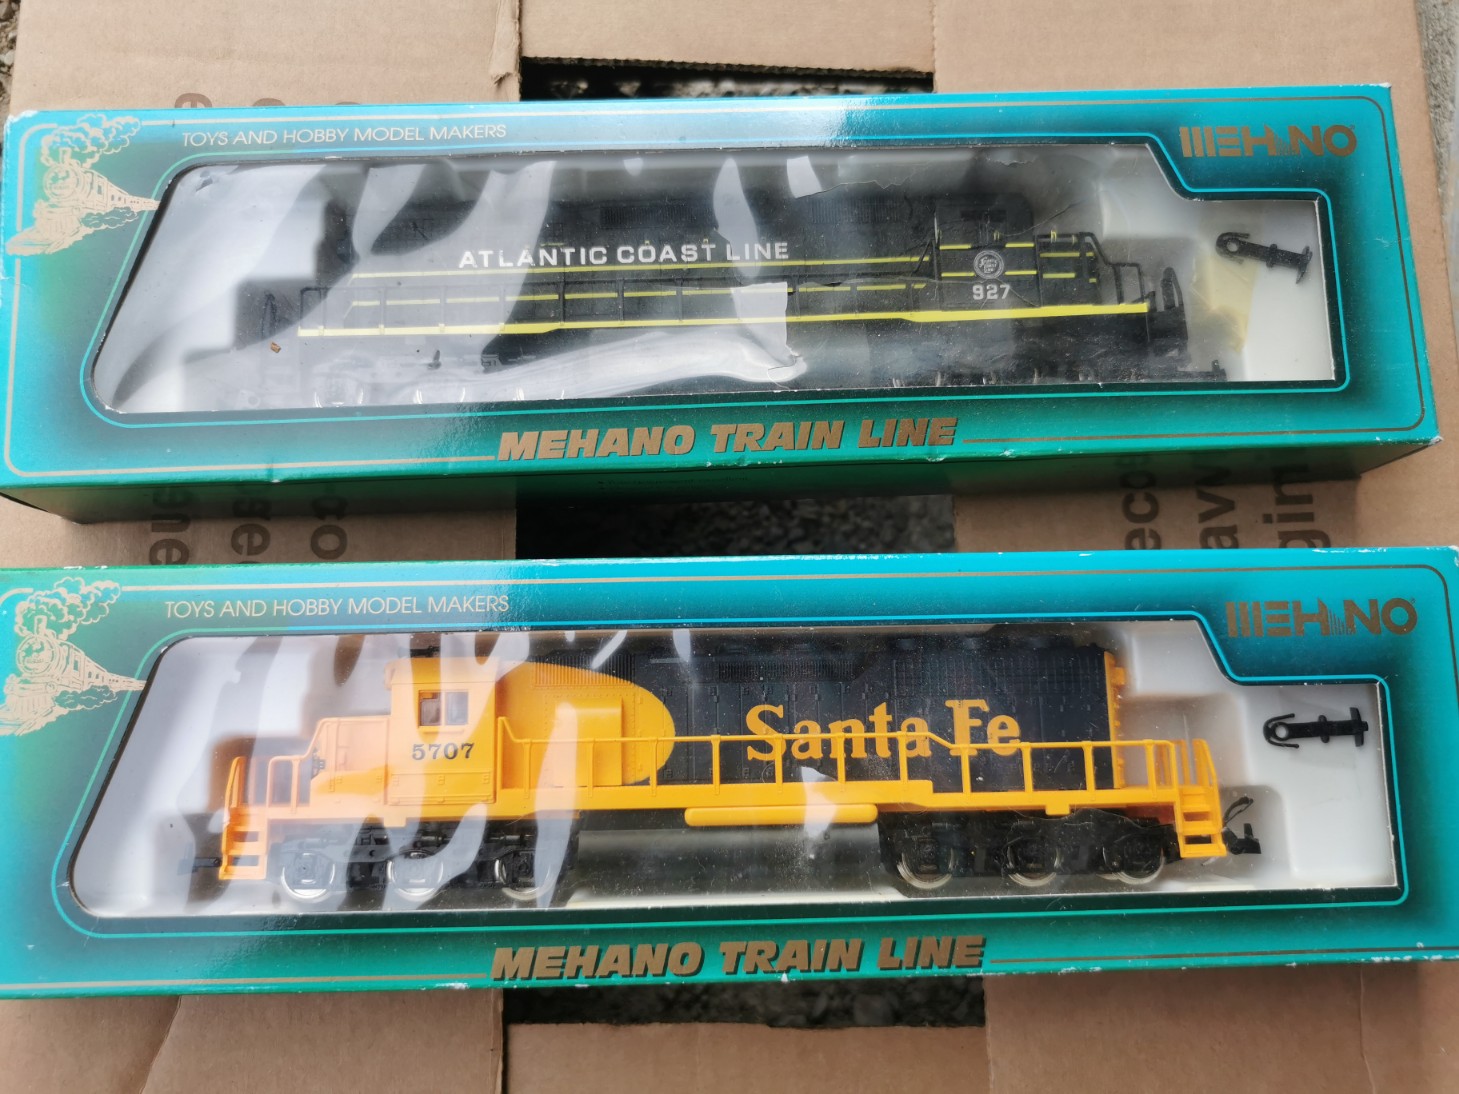 TOYS AND HOBBY MODEL MAKERS
MEHANO
ATLANTIC COAST LINE
927
MEHANO TRAIN LINE
TOYS AND HOBBY MODEL MAKERS
MEHANO
5707
Santa Fe
MEHANO TRAIN LINE